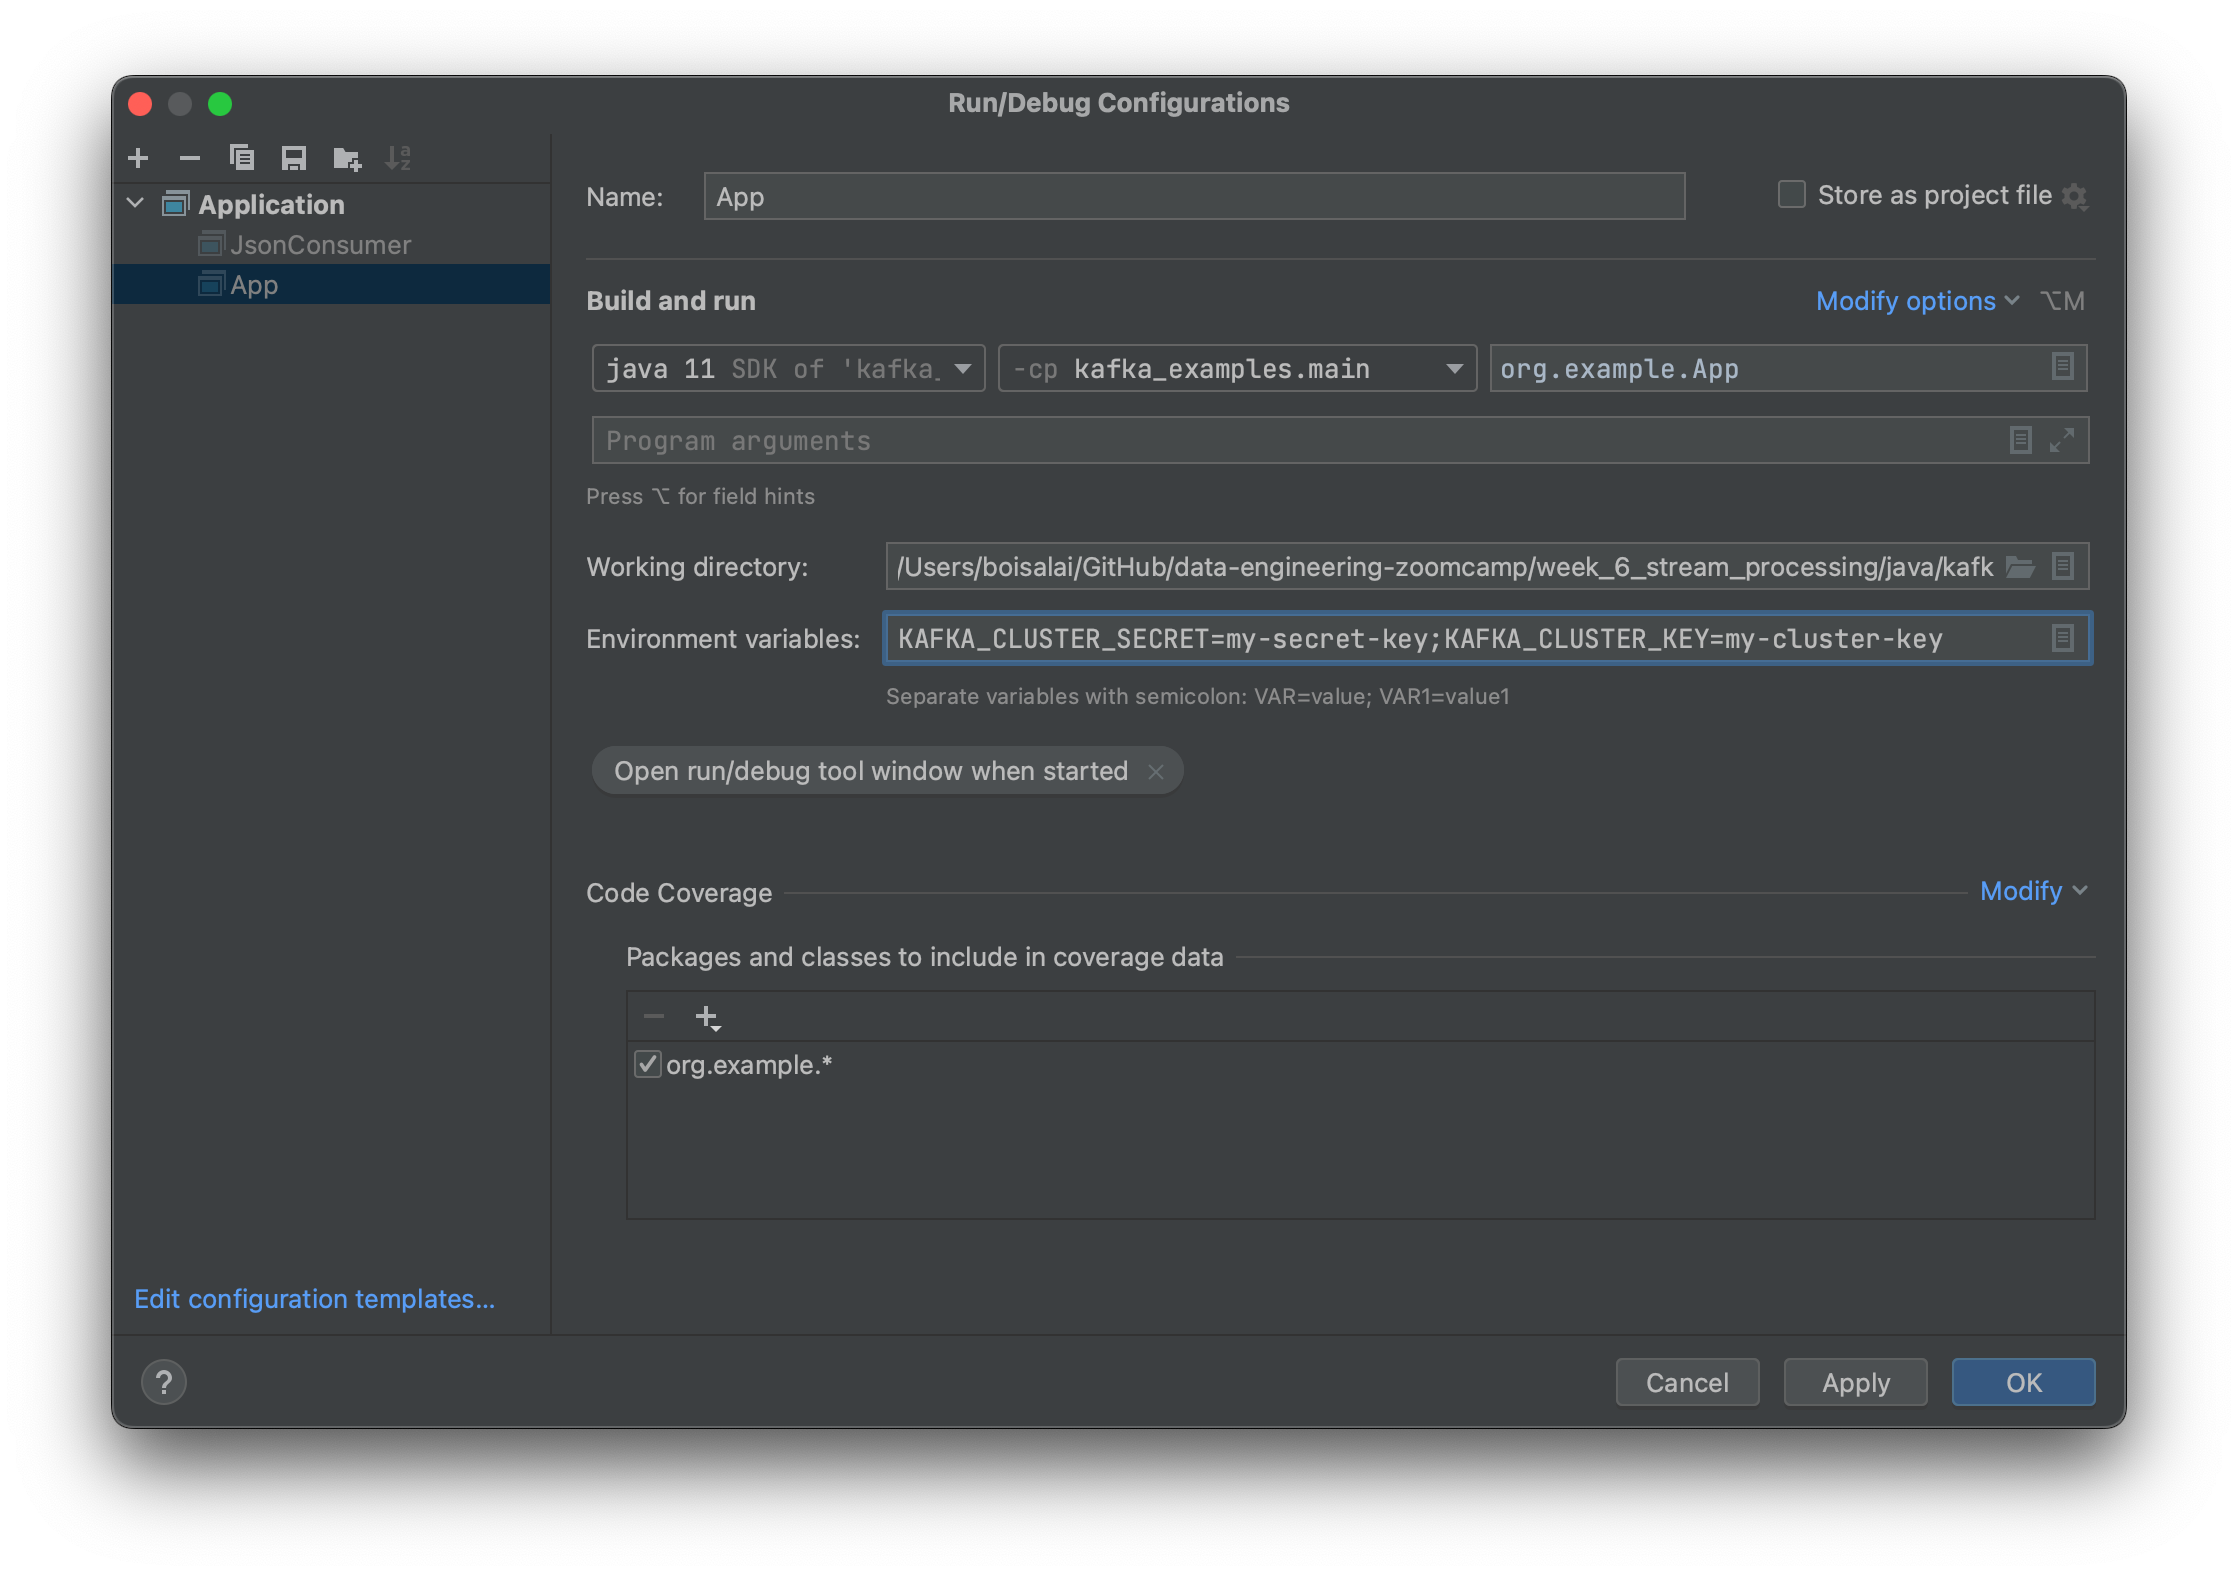 Run/Debug Configurations
Application
JsonConsumer
App
Edit configuration templates...
Name: App
Store as project file
Build and run
Modify options ⌥M
java 11 SDK of 'kafka_
-cp kafka_examples.main
org.example.App
Program arguments
Press ⌥ for field hints
Working directory: /Users/boisalai/GitHub/data-engineering-zoomcamp/week_6_stream_processing/java/kafk
Environment variables: KAFKA_CLUSTER_SECRET=my-secret-key;KAFKA_CLUSTER_KEY=my-cluster-key
Separate variables with semicolon: VAR=value; VAR1=value1
Open run/debug tool window when started
Code Coverage
Modify
Packages and classes to include in coverage data
org.example.*
?
Cancel
Apply
OK